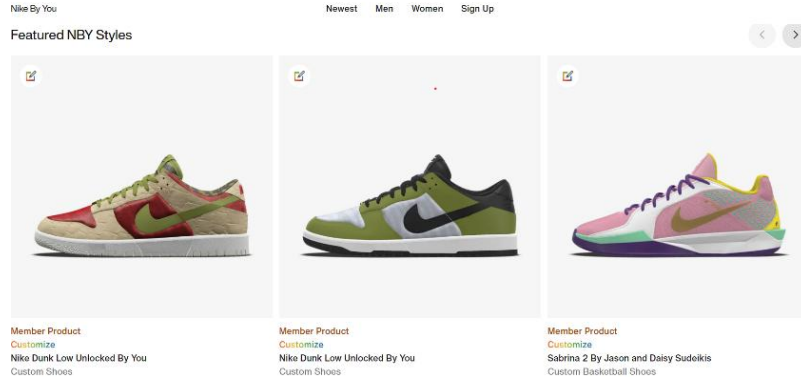 Nike By You
Newest Men Women Sign Up
Featured NBY Styles
Member Product
Customize
Nike Dunk Low Unlocked By You
Custom Shoes
Member Product
Customize
Nike Dunk Low Unlocked By You
Custom Shoes
Member Product
Customize
Sabrina 2 By Jason and Daisy Sudeikis
Custom Basketball Shoes